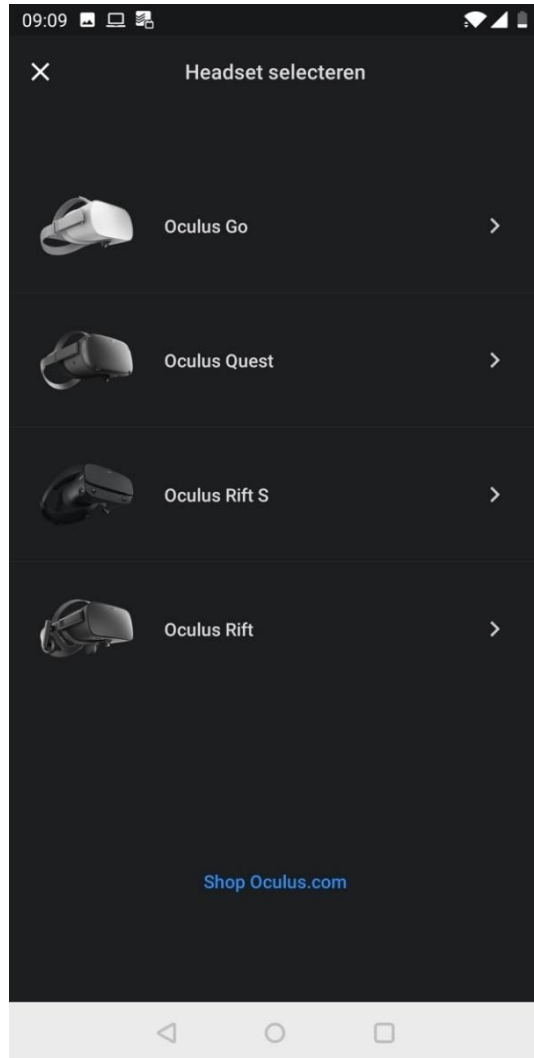 09:09
Headset selecteren
Oculus Go
Oculus Quest
Oculus Rift S
Oculus Rift
Shop Oculus.com